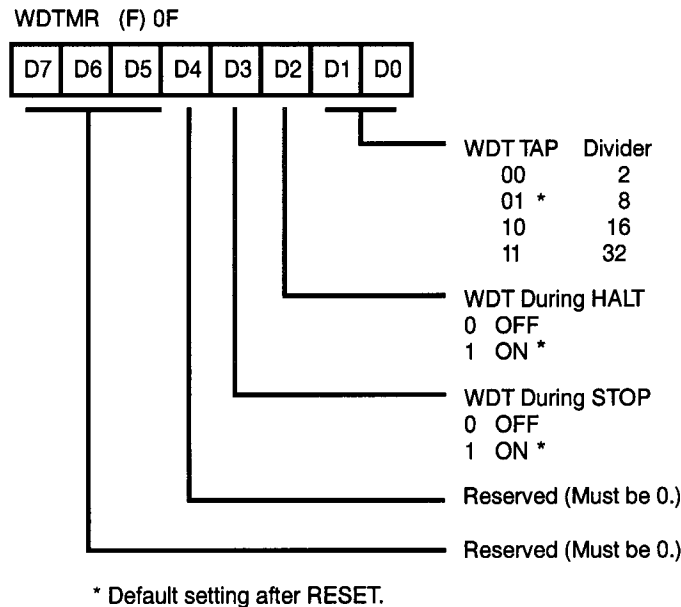 WDTMR (F) 0F
D7 D6 D5 D4 D3 D2 D1 D0
WDT TAP Divider
00 2
01 * 8
10 16
11 32
WDT During HALT
0 OFF
1 ON *
WDT During STOP
0 OFF
1 ON *
Reserved (Must be 0.)
Reserved (Must be 0.)
* Default setting after RESET.